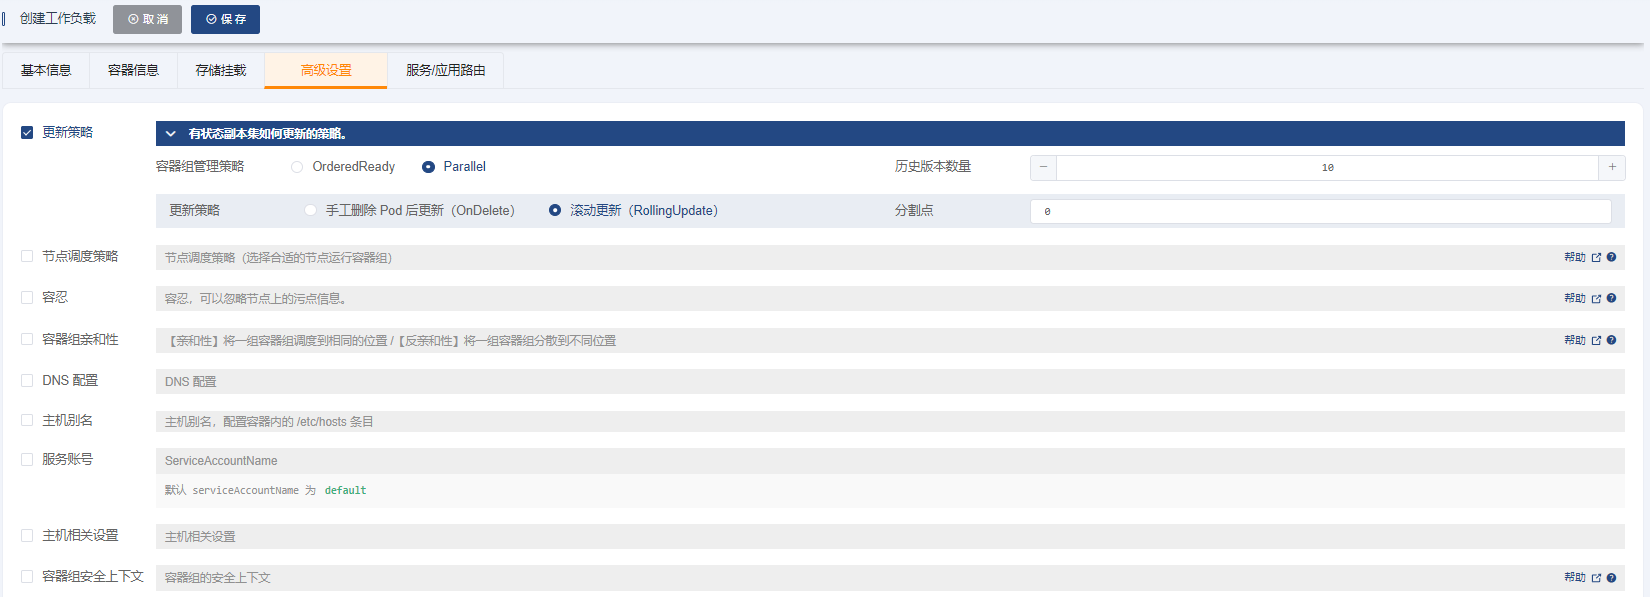 创建工作负载 取 消 保 存
基本信息 容器信息 存储挂载 高级设置 服务/应用路由
更新策略 有状态副本集如何更新的策略。
容器组管理策略 OrderedReady Parallel 历史版本数量 − 10 +
更新策略 手工删除 Pod 后更新（OnDelete） 滚动更新（RollingUpdate） 分割点 0
节点调度策略 节点调度策略（选择合适的节点运行容器组） 帮助
容忍 容忍，可以忽略节点上的污点信息。 帮助
容器组亲和性 【亲和性】将一组容器组调度到相同的位置 /【反亲和性】将一组容器组分散到不同位置 帮助
DNS 配置 DNS 配置
主机别名 主机别名，配置容器内的 /etc/hosts 条目
服务账号 ServiceAccountName
默认 serviceAccountName 为 default
主机相关设置 主机相关设置
容器组安全上下文 容器组的安全上下文 帮助